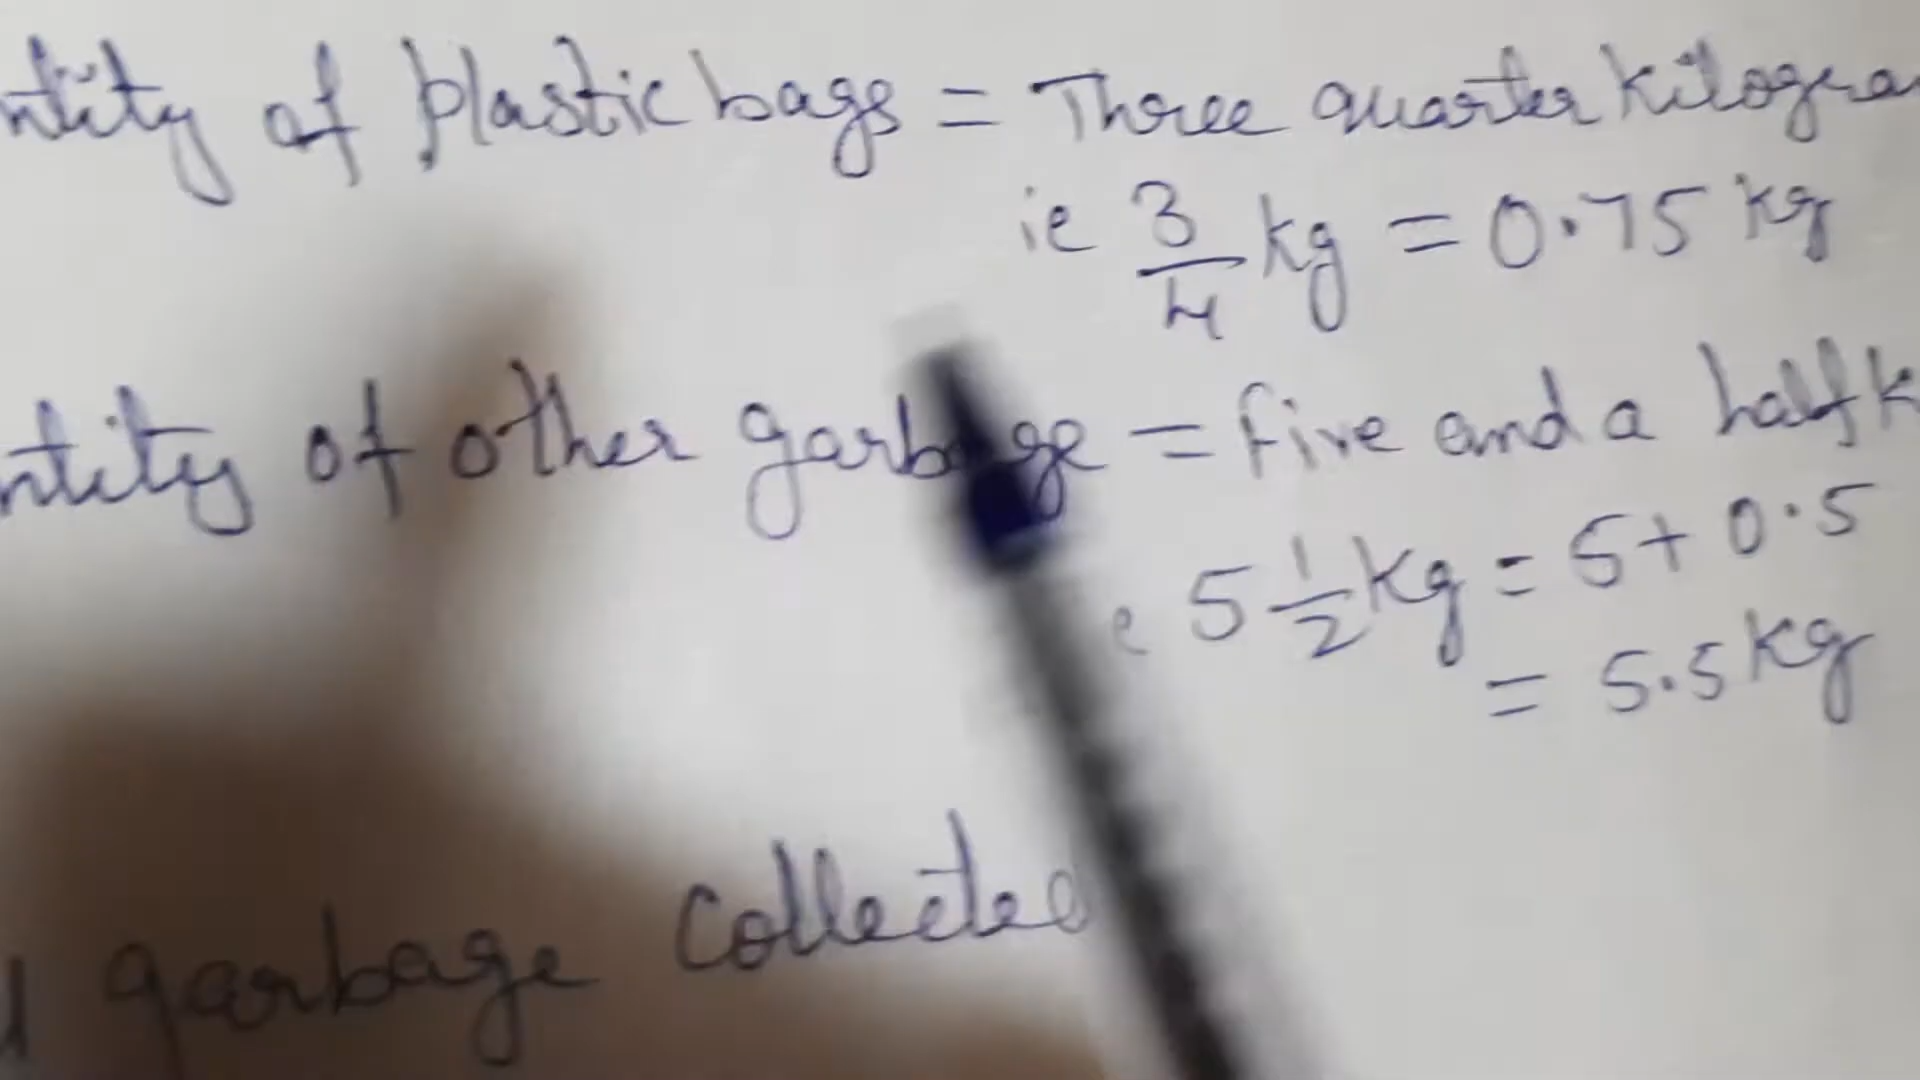 ntity of plastic bags = Three quarter kilogra
ie 3/4 kg = 0.75 kg
ntity of other garbage = five and a half k
e 5 1/2 kg = 5 + 0.5
= 5.5 kg
garbage collected